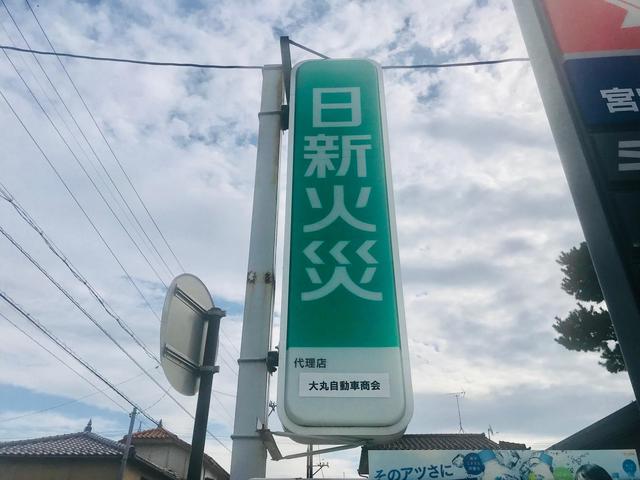 日新火災
代理店
大丸自動車商会
宮
そのアツさに